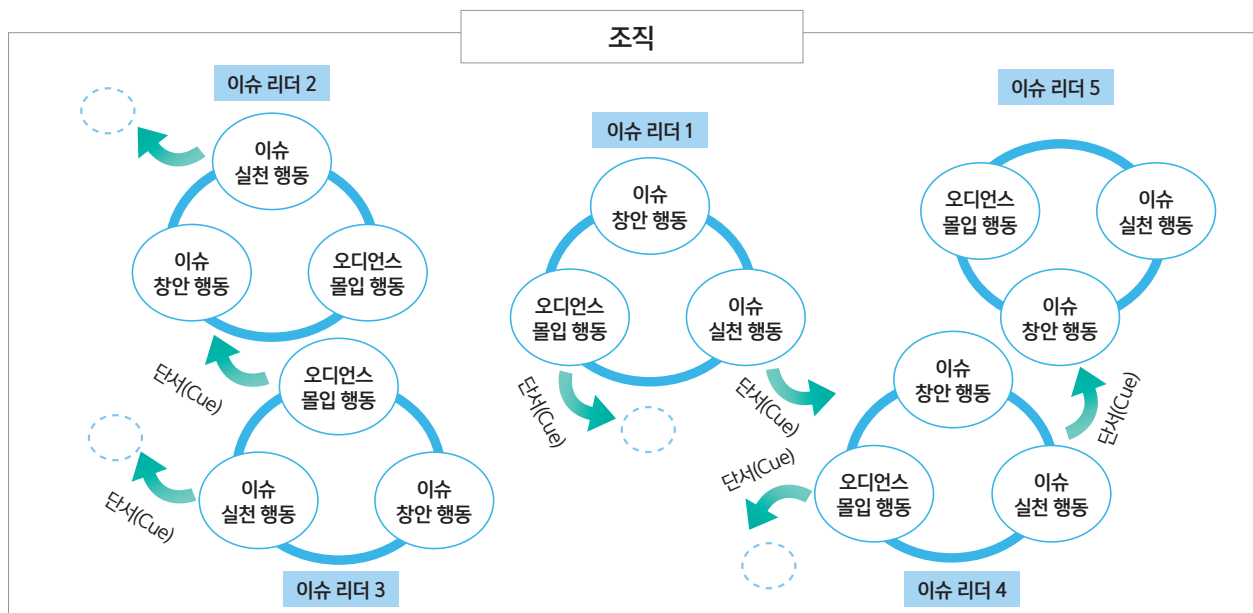 조직
이슈 리더 2
이슈
실천 행동
이슈
창안 행동
오디언스
몰입 행동
단서(Cue)
오디언스
몰입 행동
단서(Cue)
이슈
실천 행동
이슈
창안 행동
이슈 리더 3
이슈 리더 1
이슈
창안 행동
오디언스
몰입 행동
이슈
실천 행동
단서(Cue)
단서(Cue)
이슈 리더 5
오디언스
몰입 행동
이슈
실천 행동
이슈
창안 행동
이슈
창안 행동
단서(Cue)
단서(Cue)
오디언스
몰입 행동
이슈
실천 행동
이슈 리더 4